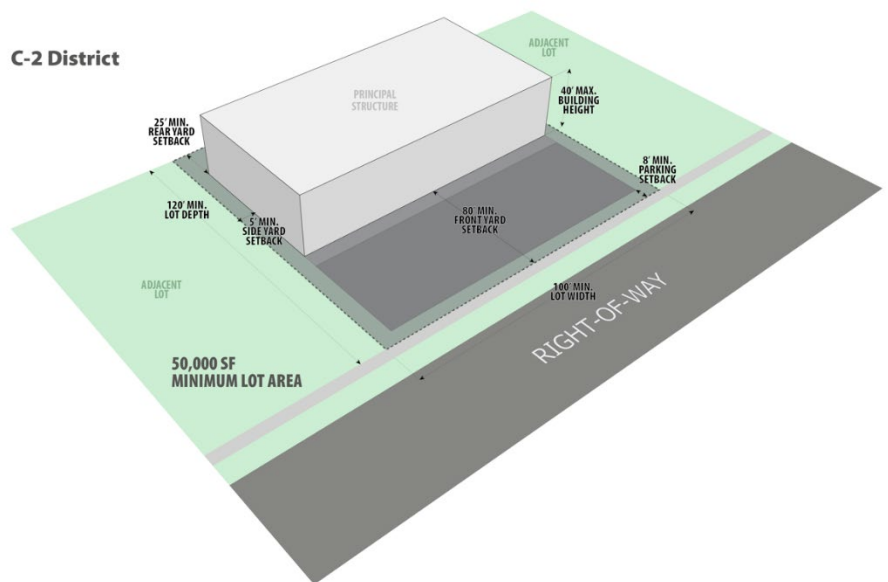 C-2 District
ADJACENT
LOT
PRINCIPAL
STRUCTURE
40' MAX.
BUILDING
HEIGHT
25' MIN.
REAR YARD
SETBACK
8' MIN.
PARKING
SETBACK
120' MIN.
LOT DEPTH
5' MIN.
SIDE YARD
SETBACK
80' MIN.
FRONT YARD
SETBACK
ADJACENT
LOT
100' MIN.
LOT WIDTH
RIGHT-OF-WAY
50,000 SF
MINIMUM LOT AREA